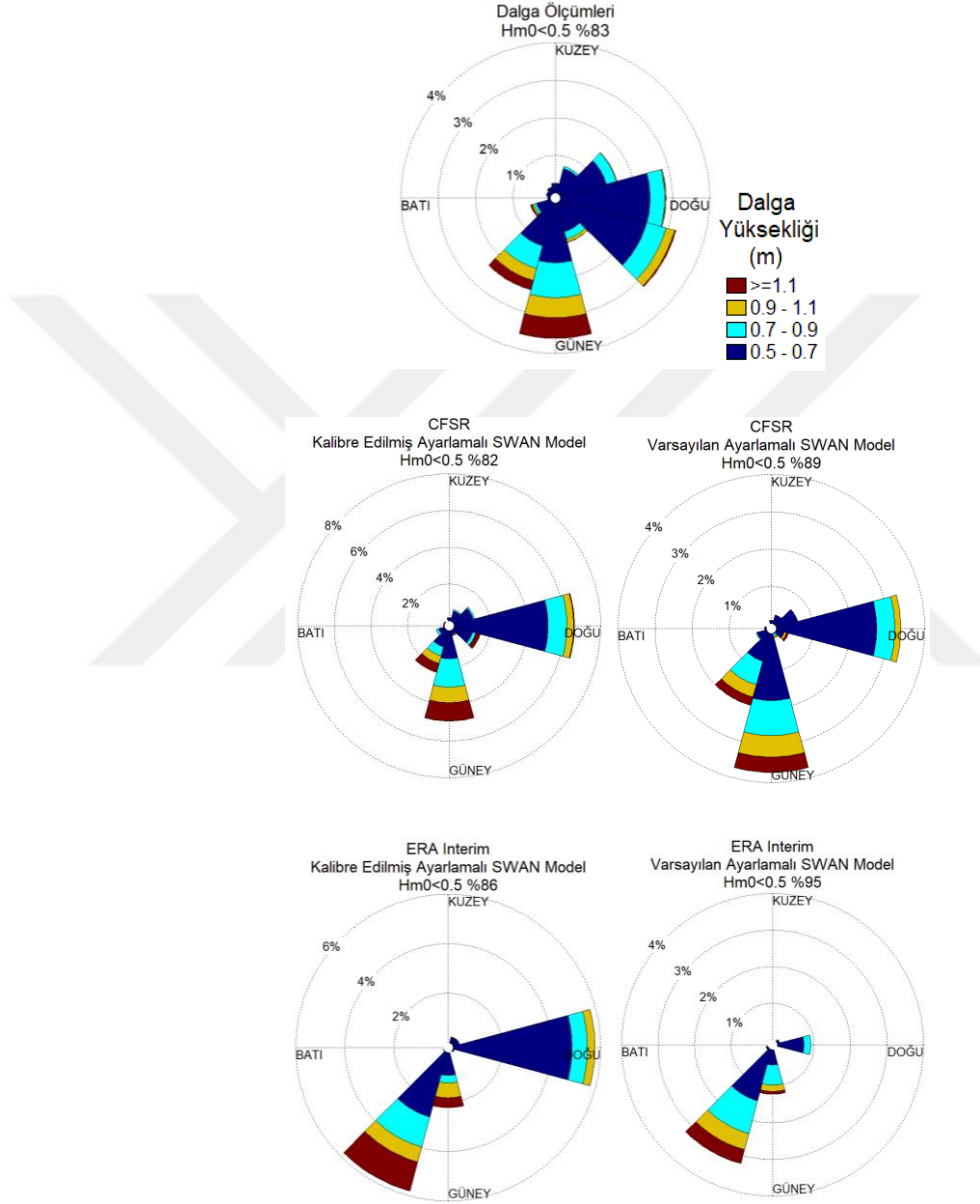 Dalga Ölçümleri
Hm0<0.5 %83
KUZEY
4%
3%
2%
1%
BATI
DOĞU
GÜNEY
Dalga
Yüksekliği
(m)
>=1.1
0.9 - 1.1
0.7 - 0.9
0.5 - 0.7
CFSR
Kalibre Edilmiş Ayarlamalı SWAN Model
Hm0<0.5 %82
KUZEY
8%
6%
4%
2%
BATI
DOĞU
GÜNEY
CFSR
Varsayılan Ayarlamalı SWAN Model
Hm0<0.5 %89
KUZEY
4%
3%
2%
1%
BATI
DOĞU
GÜNEY
ERA Interim
Kalibre Edilmiş Ayarlamalı SWAN Model
Hm0<0.5 %86
KUZEY
6%
4%
2%
BATI
DOĞU
GÜNEY
ERA Interim
Varsayılan Ayarlamalı SWAN Model
Hm0<0.5 %95
KUZEY
4%
3%
2%
1%
BATI
DOĞU
GÜNEY